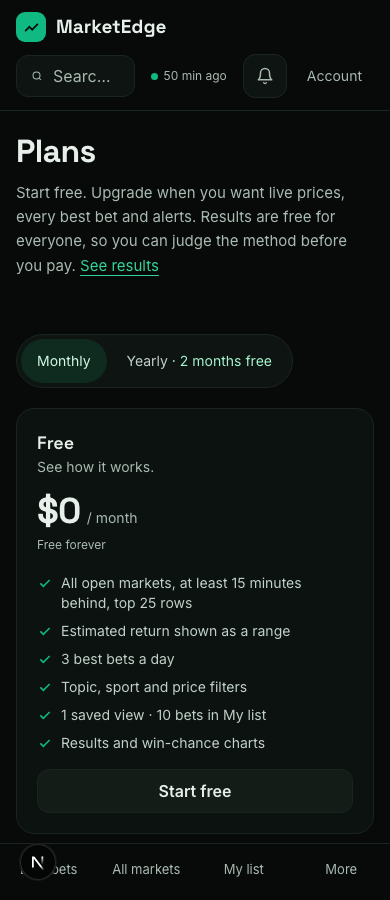 MarketEdge
Searc...
50 min ago
Account
Plans
Start free. Upgrade when you want live prices,
every best bet and alerts. Results are free for
everyone, so you can judge the method before
you pay. See results
Monthly
Yearly · 2 months free
Free
See how it works.
$0 / month
Free forever
All open markets, at least 15 minutes
behind, top 25 rows
Estimated return shown as a range
3 best bets a day
Topic, sport and price filters
1 saved view · 10 bets in My list
Results and win-chance charts
Start free
N
bets
All markets
My list
More